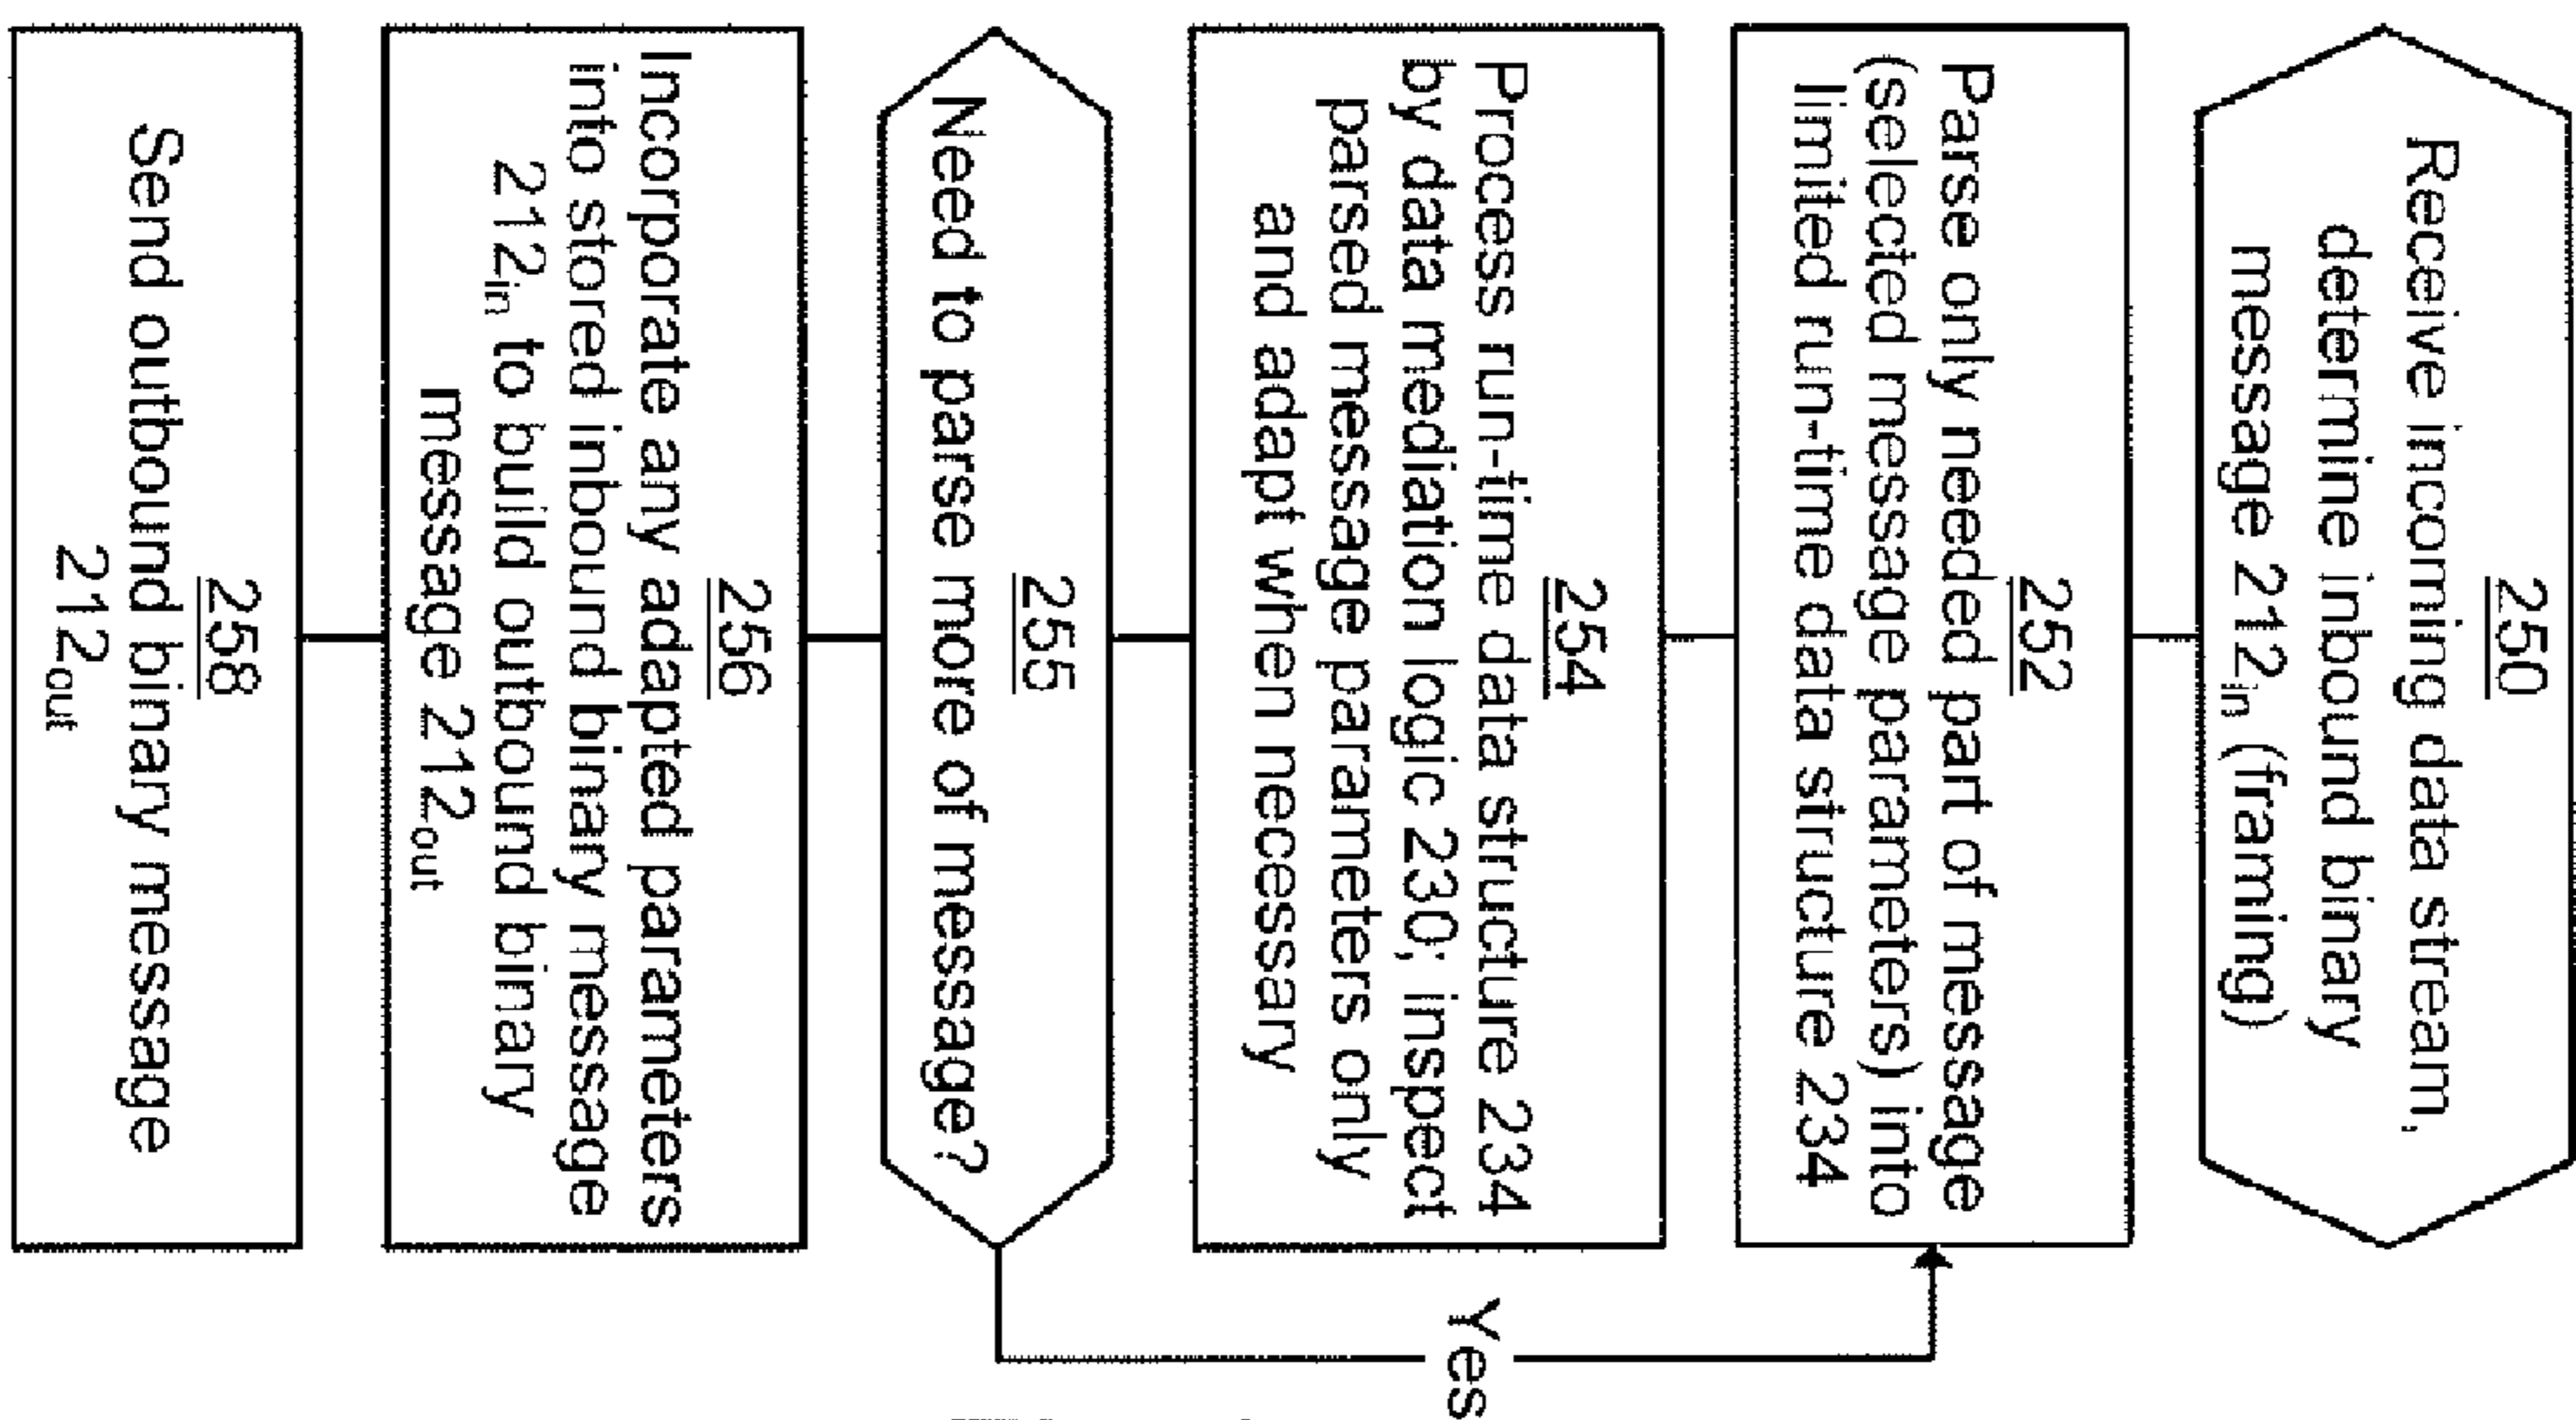 250
Receive incoming data stream,
determine inbound binary
message 212in (framing)
252
Parse only needed part of message
(selected message parameters) into
limited run-time data structure 234
254
Process run-time data structure 234
by data mediation logic 230; inspect
parsed message parameters only
and adapt when necessary
255
Need to parse more of message?
Yes
256
Incorporate any adapted parameters
into stored inbound binary message
212in to build outbound binary
message 212out
258
Send outbound binary message
212out